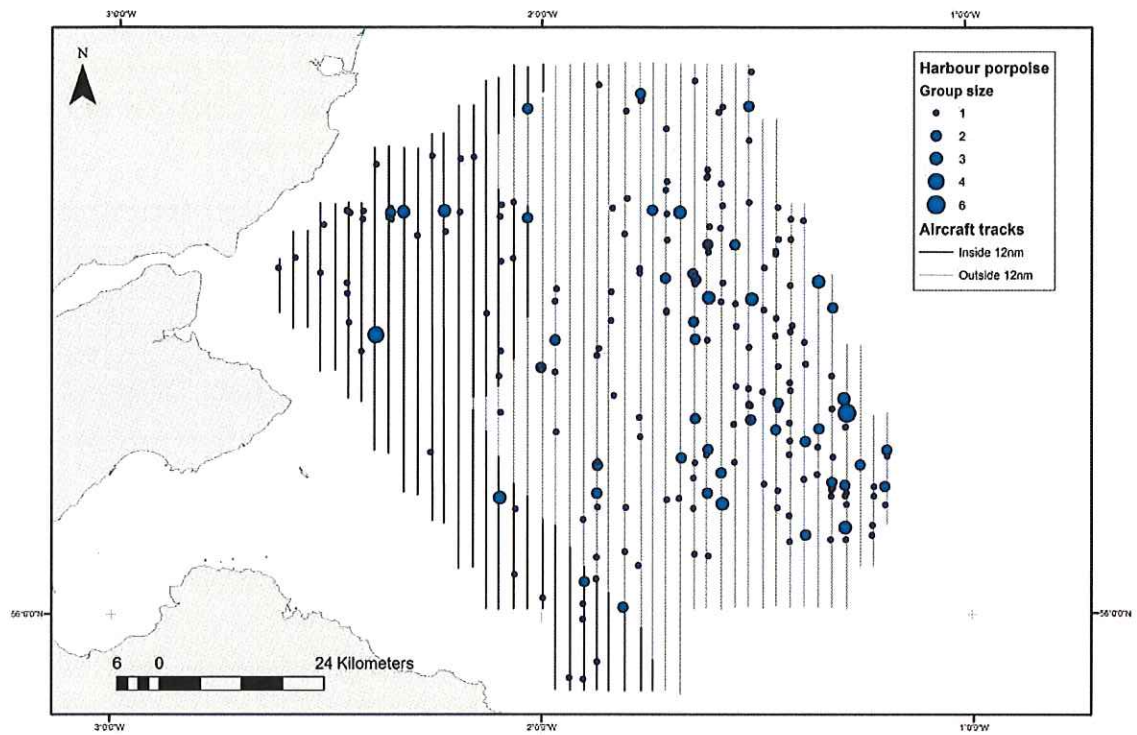 3°0'0"W 2°0'0"W 1°0'0"W
N
Harbour porpoise
Group size
1
2
3
4
6
Aircraft tracks
Inside 12nm
Outside 12nm
56°0'0"N 56°0'0"N
6 0 24 Kilometers
3°0'0"W 2°0'0"W 1°0'0"W